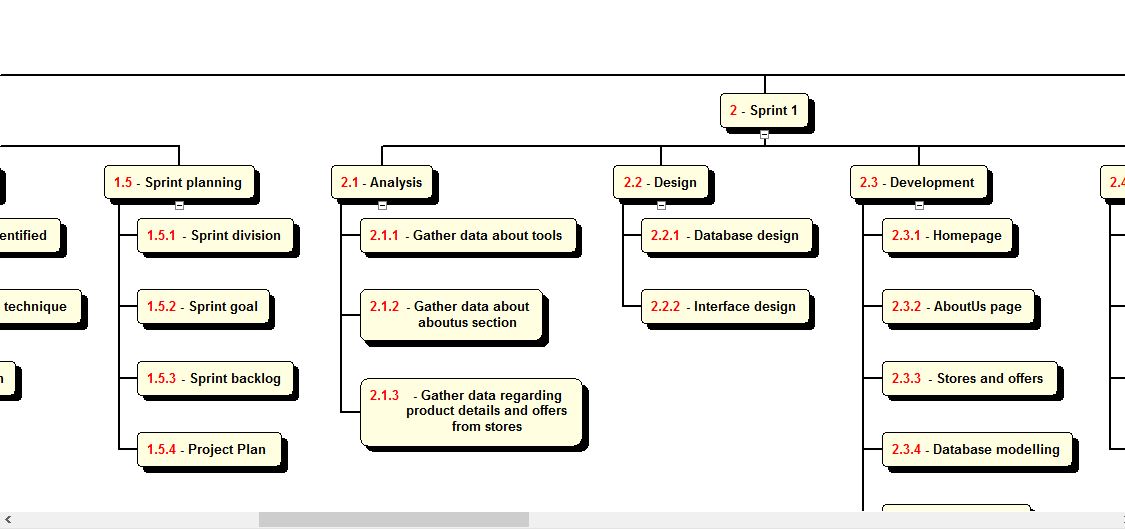 2 - Sprint 1
1.5 - Sprint planning
2.1 - Analysis
2.2 - Design
2.3 - Development
2.4
entified
1.5.1 - Sprint division
2.1.1 - Gather data about tools
2.2.1 - Database design
2.3.1 - Homepage
technique
1.5.2 - Sprint goal
2.1.2 - Gather data about
aboutus section
2.2.2 - Interface design
2.3.2 - AboutUs page
n
1.5.3 - Sprint backlog
2.1.3 - Gather data regarding
product details and offers
from stores
2.3.3 - Stores and offers
1.5.4 - Project Plan
2.3.4 - Database modelling